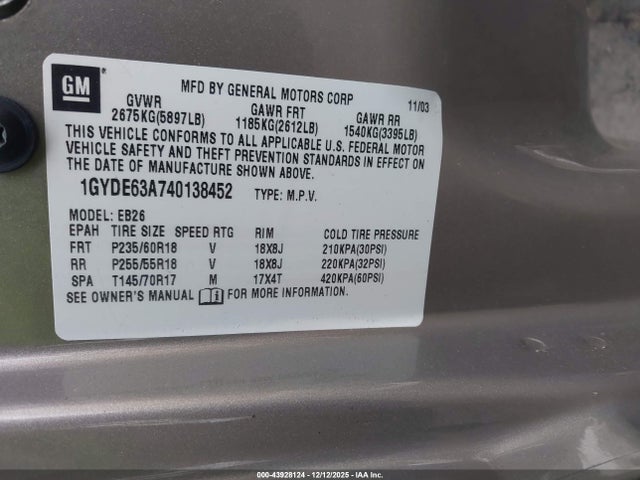 GM
MFD BY GENERAL MOTORS CORP 11/03
GVWR GAWR FRT GAWR RR
2675KG(5897LB) 1185KG(2612LB) 1540KG(3395LB)
THIS VEHICLE CONFORMS TO ALL APPLICABLE U.S. FEDERAL MOTOR
VEHICLE SAFETY AND THEFT PREVENTION STANDARDS IN EFFECT ON
THE DATE OF MANUFACTURE SHOWN ABOVE.
1GYDE63A740138452 TYPE: M.P.V.
MODEL: EB26
EPAH TIRE SIZE SPEED RTG RIM COLD TIRE PRESSURE
FRT P235/60R18 V 18X8J 210KPA(30PSI)
RR P255/55R18 V 18X8J 220KPA(32PSI)
SPA T145/70R17 M 17X4T 420KPA(60PSI)
SEE OWNER'S MANUAL FOR MORE INFORMATION.
000-43928124 - 12/12/2025 - IAA Inc.